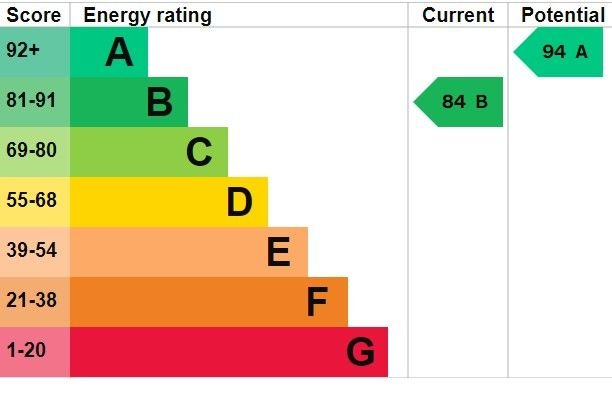 Score Energy rating Current Potential
92+ A 94 A
81-91 B 84 B
69-80 C
55-68 D
39-54 E
21-38 F
1-20 G